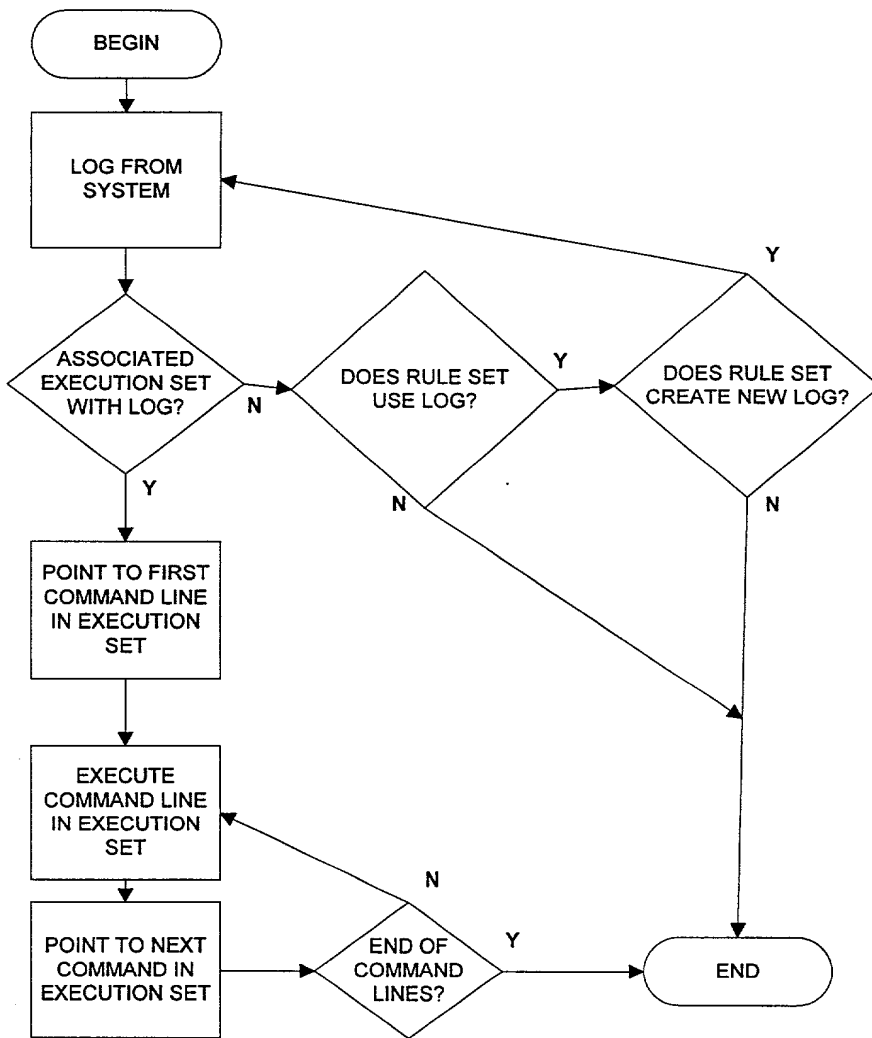 BEGIN
LOG FROM
SYSTEM
Y
ASSOCIATED
EXECUTION SET
WITH LOG?
N
DOES RULE SET
USE LOG?
Y
DOES RULE SET
CREATE NEW LOG?
Y
N
N
POINT TO FIRST
COMMAND LINE
IN EXECUTION
SET
EXECUTE
COMMAND LINE
IN EXECUTION
SET
N
POINT TO NEXT
COMMAND IN
EXECUTION SET
END OF
COMMAND
LINES?
Y
END